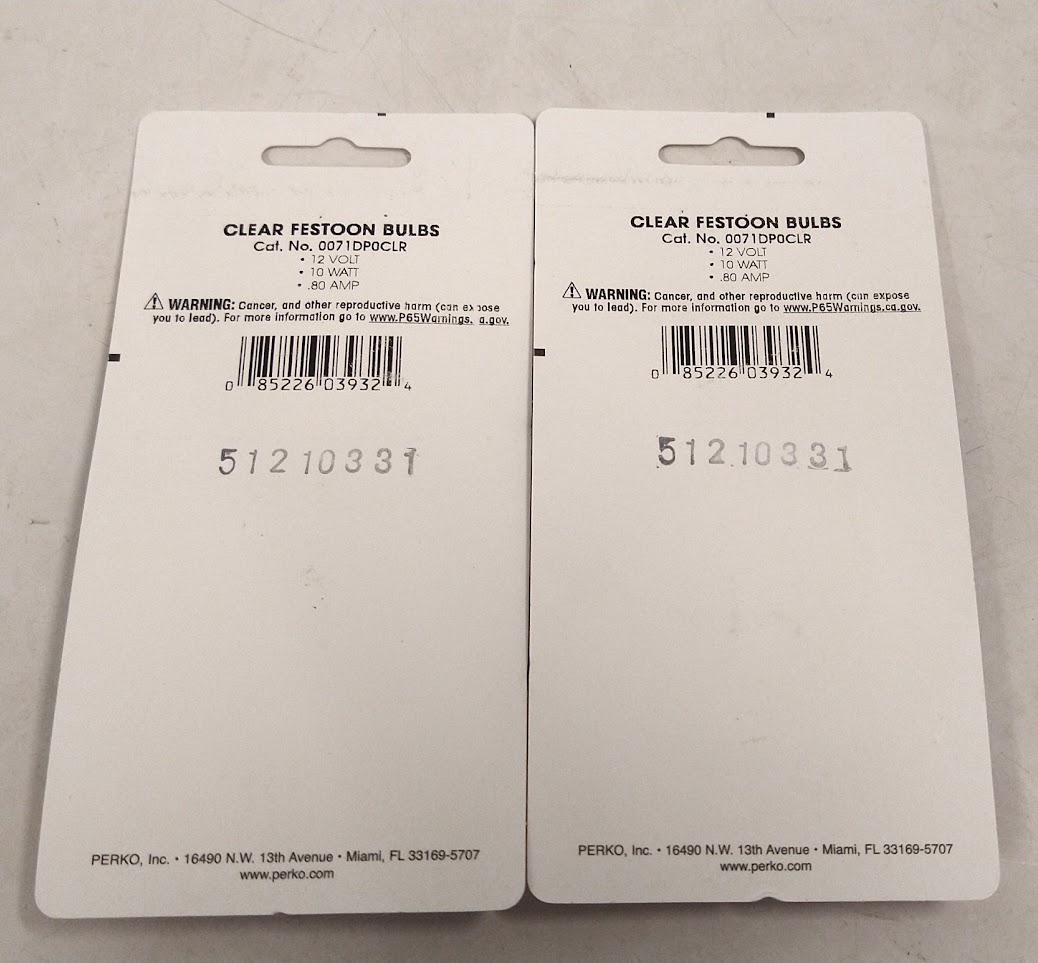 CLEAR FESTOON BULBS
Cat. No. 0071DP0CLR
• 12 VOLT
• 10 WATT
• .80 AMP
WARNING: Cancer, and other reproductive harm (can expose
you to lead). For more information go to www.P65Warnings. a.gov.
0 85226 03932 4
51210331
PERKO, Inc. • 16490 N.W. 13th Avenue • Miami, FL 33169-5707
www.perko.com
CLEAR FESTOON BULBS
Cat. No. 0071DP0CLR
• 12 VOLT
• 10 WATT
• .80 AMP
WARNING: Cancer, and other reproductive harm (can expose
you to lead). For more information go to www.P65Warnings.ca.gov.
0 85226 03932 4
51210331
PERKO, Inc. • 16490 N.W. 13th Avenue • Miami, FL 33169-5707
www.perko.com